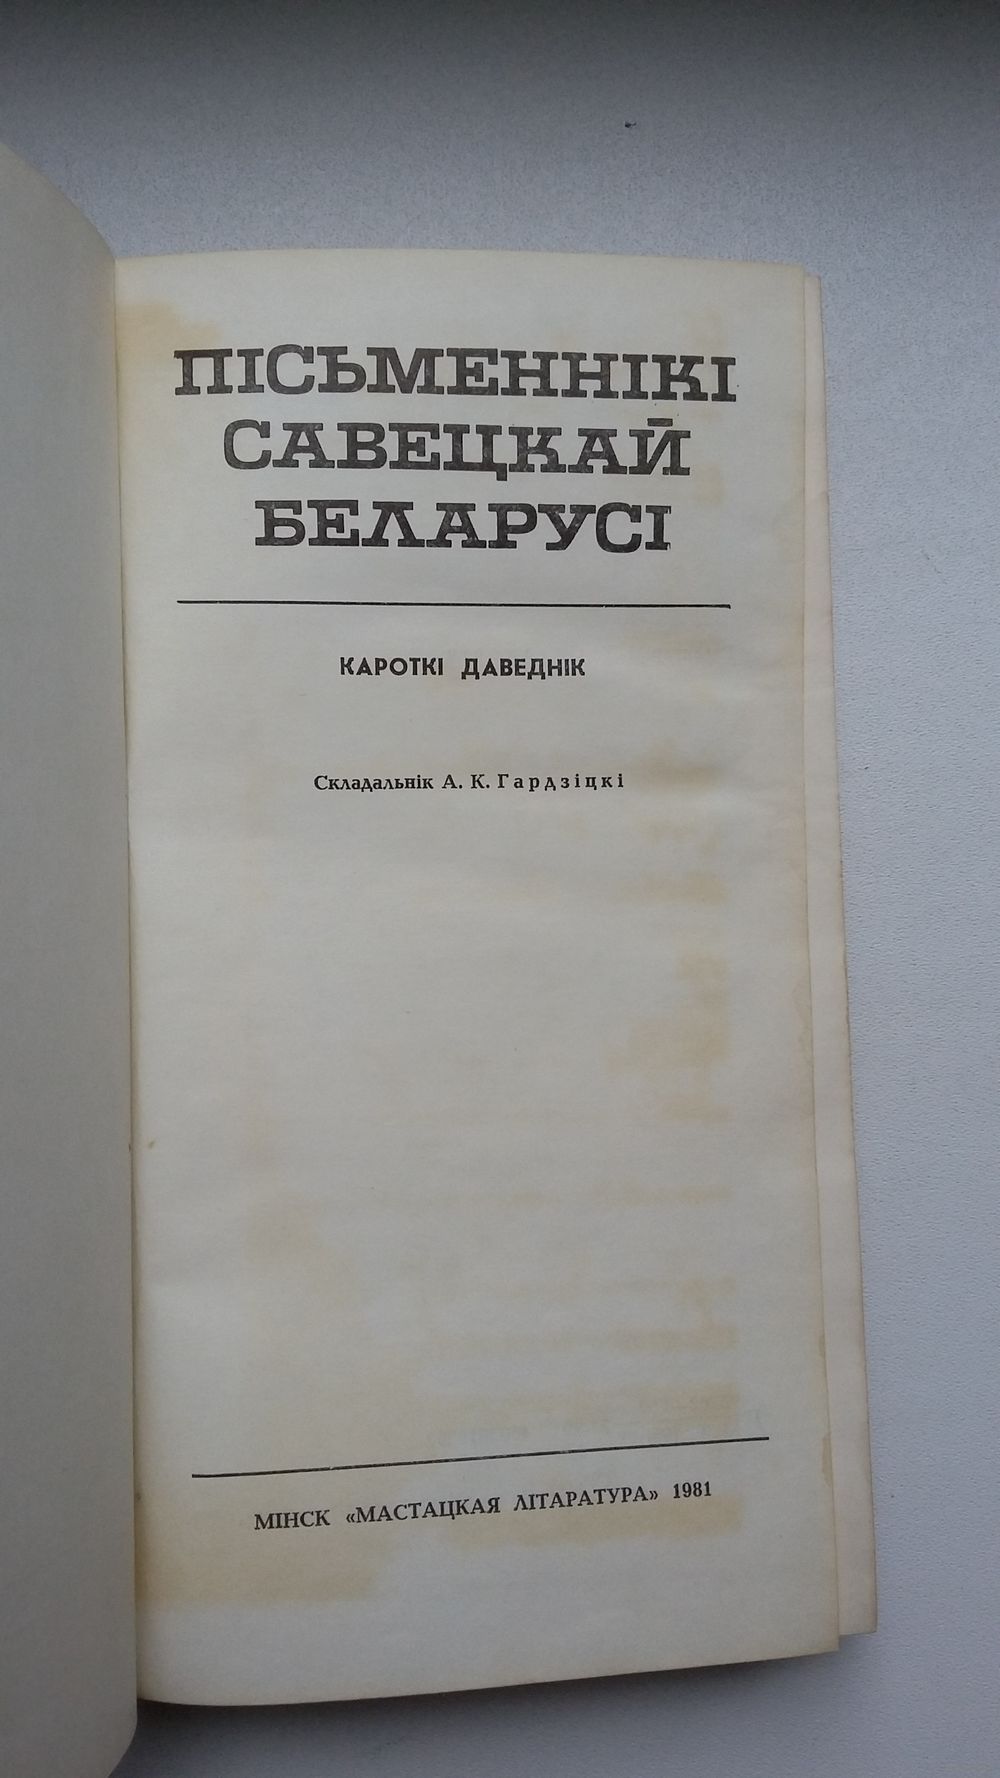 ПІСЬМЕННІКІ
САВЕЦКАЙ
БЕЛАРУСІ
КАРОТКІ ДАВЕДНІК
Складальнік А. К. Гардзіцкі
МІНСК «МАСТАЦКАЯ ЛІТАРАТУРА» 1981